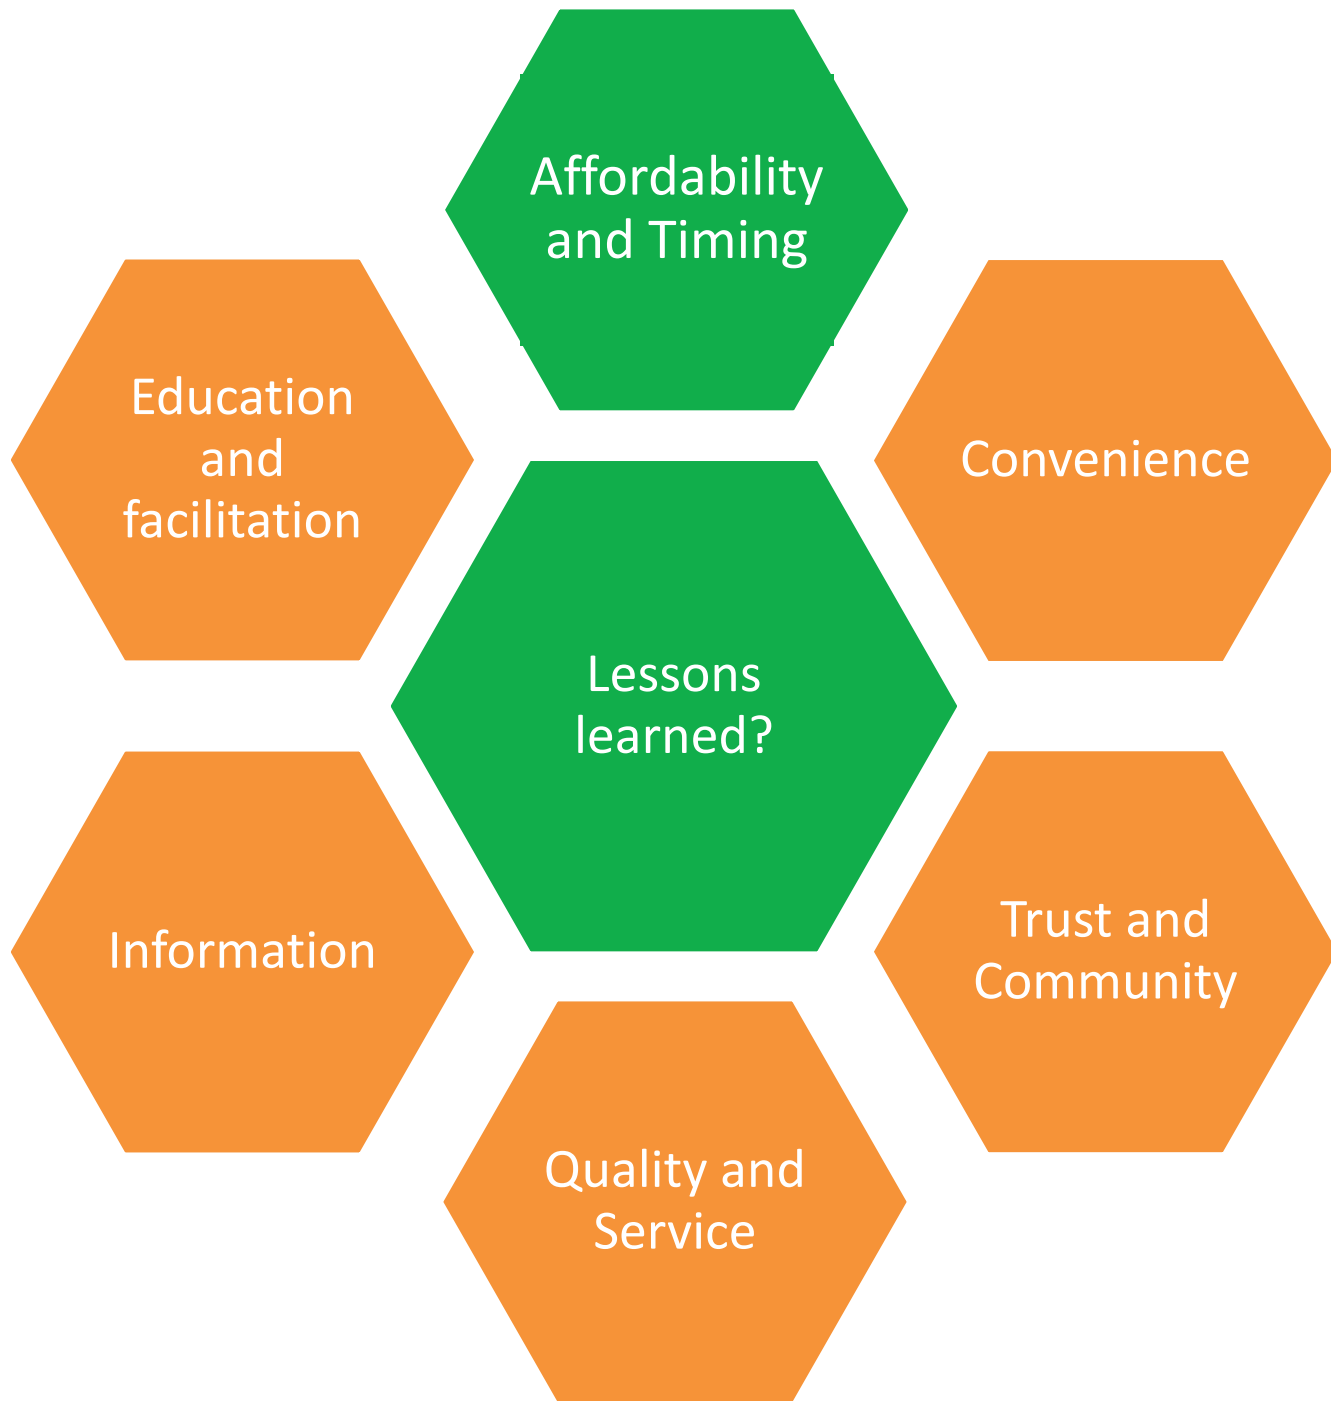 Affordability
and Timing
Education
and
facilitation
Convenience
Lessons
learned?
Information
Trust and
Community
Quality and
Service